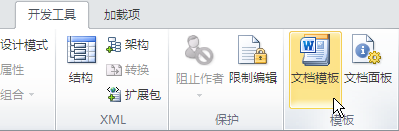 开发工具 加载项
设计模式
属性
组合
结构
架构
转换
扩展包
XML
阻止作者
限制编辑
保护
文档模板
文档面板
模板